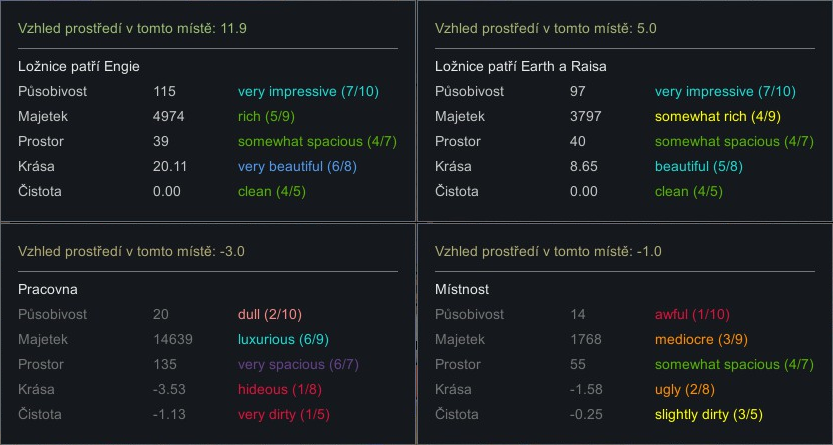 Vzhled prostředí v tomto místě: 11.9
Ložnice patří Engie
Působivost 115 very impressive (7/10)
Majetek 4974 rich (5/9)
Prostor 39 somewhat spacious (4/7)
Krása 20.11 very beautiful (6/8)
Čistota 0.00 clean (4/5)
Vzhled prostředí v tomto místě: 5.0
Ložnice patří Earth a Raisa
Působivost 97 very impressive (7/10)
Majetek 3797 somewhat rich (4/9)
Prostor 40 somewhat spacious (4/7)
Krása 8.65 beautiful (5/8)
Čistota 0.00 clean (4/5)
Vzhled prostředí v tomto místě: -3.0
Pracovna
Působivost 20 dull (2/10)
Majetek 14639 luxurious (6/9)
Prostor 135 very spacious (6/7)
Krása -3.53 hideous (1/8)
Čistota -1.13 very dirty (1/5)
Vzhled prostředí v tomto místě: -1.0
Místnost
Působivost 14 awful (1/10)
Majetek 1768 mediocre (3/9)
Prostor 55 somewhat spacious (4/7)
Krása -1.58 ugly (2/8)
Čistota -0.25 slightly dirty (3/5)